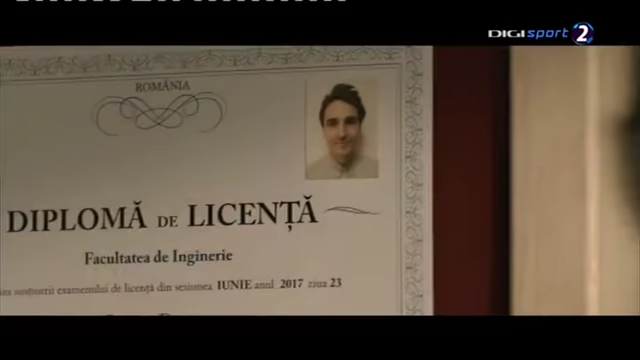 DIGI sport 2
ROMÂNIA
DIPLOMĂ DE LICENȚĂ
Facultatea de Inginerie
susținerii examenului de licență din sesiunea IUNIE anul 2017 ziua 23